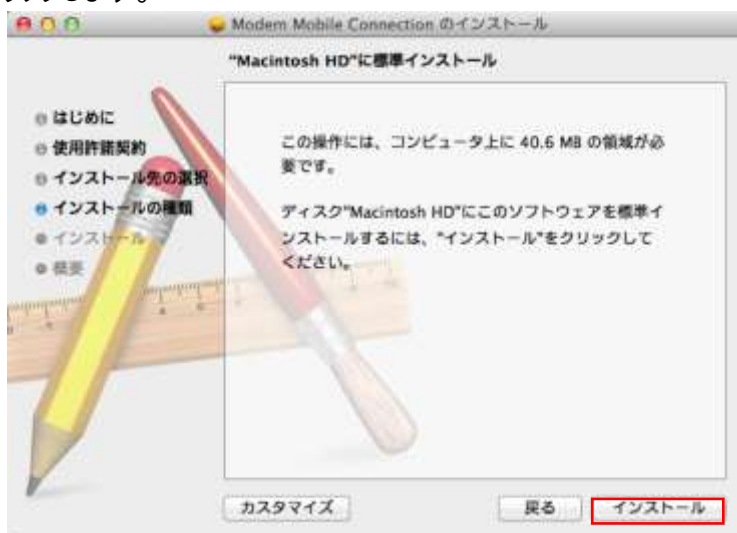 リックします。
Modem Mobile Connection のインストール
"Macintosh HD"に標準インストール
はじめに
使用許諾契約
インストール先の選択
インストールの種類
インストール
概要
この操作には、コンピュータ上に 40.6 MB の領域が必
要です。
ディスク"Macintosh HD"にこのソフトウェアを標準イ
ンストールするには、"インストール"をクリックして
ください。
カスタマイズ
戻る
インストール